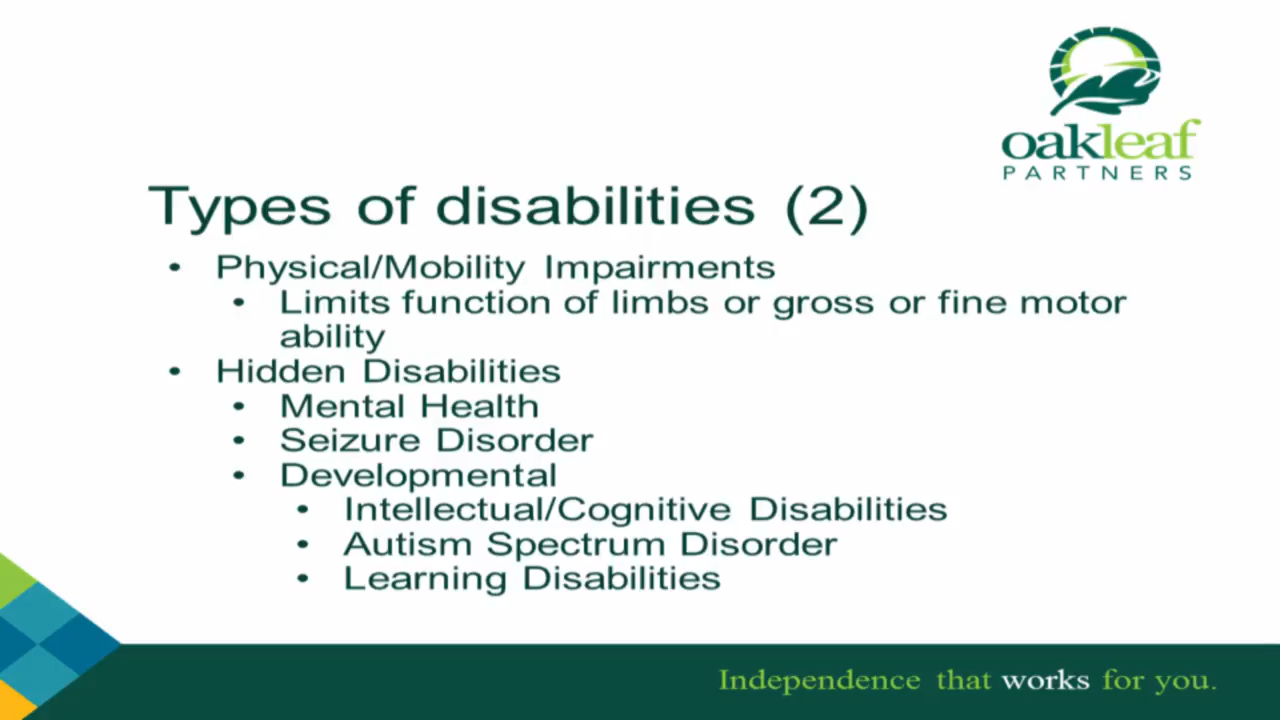 oakleaf
PARTNERS
Types of disabilities (2)
• Physical/Mobility Impairments
• Limits function of limbs or gross or fine motor
ability
• Hidden Disabilities
• Mental Health
• Seizure Disorder
• Developmental
• Intellectual/Cognitive Disabilities
• Autism Spectrum Disorder
• Learning Disabilities
Independence that works for you.